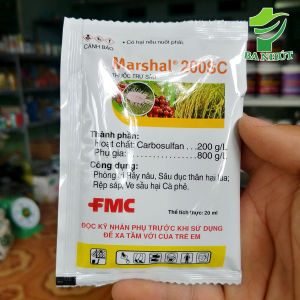 CẢNH BÁO
Có hại nếu nuốt phải.
Marshal® 200SC
THUỐC TRỪ SÂU
Thành phần:
Hoạt chất: Carbosulfan . . . 200 g/L
Phụ gia: . . . . . . . . . . . . . 800 g/L
Công dụng:
Phòng trị Rầy nâu, Sâu đục thân hại lúa;
Rệp sáp, Ve sầu hại Cà phê.
FMC
Thể tích thực: 20 ml
ĐỌC KỸ NHÃN PHỤ TRƯỚC KHI SỬ DỤNG
ĐỂ XA TẦM VỚI CỦA TRẺ EM
BA NHÚT